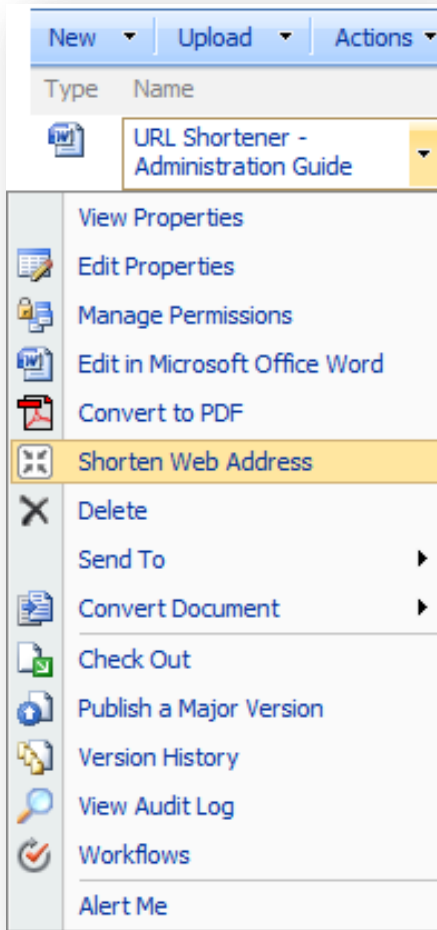 New Upload Actions
Type Name
URL Shortener -
Administration Guide
View Properties
Edit Properties
Manage Permissions
Edit in Microsoft Office Word
Convert to PDF
Shorten Web Address
Delete
Send To
Convert Document
Check Out
Publish a Major Version
Version History
View Audit Log
Workflows
Alert Me